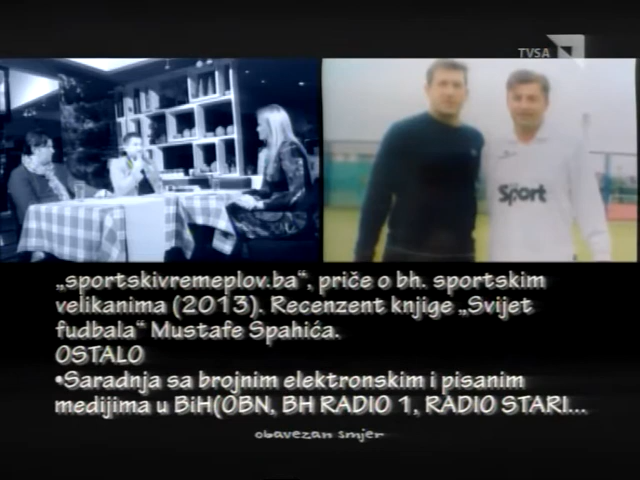 TVSA
Sport
„sportskivremeplov.ba“, priče o bh. sportskim
velikanima (2013). Recenzent knjige „Svijet
fudbala“ Mustafe Spahića.
OSTALO
•Saradnja sa brojnim elektronskim i pisanim
medijima u BiH(OBN, BH RADIO 1, RADIO STARI...
obavezan smjer